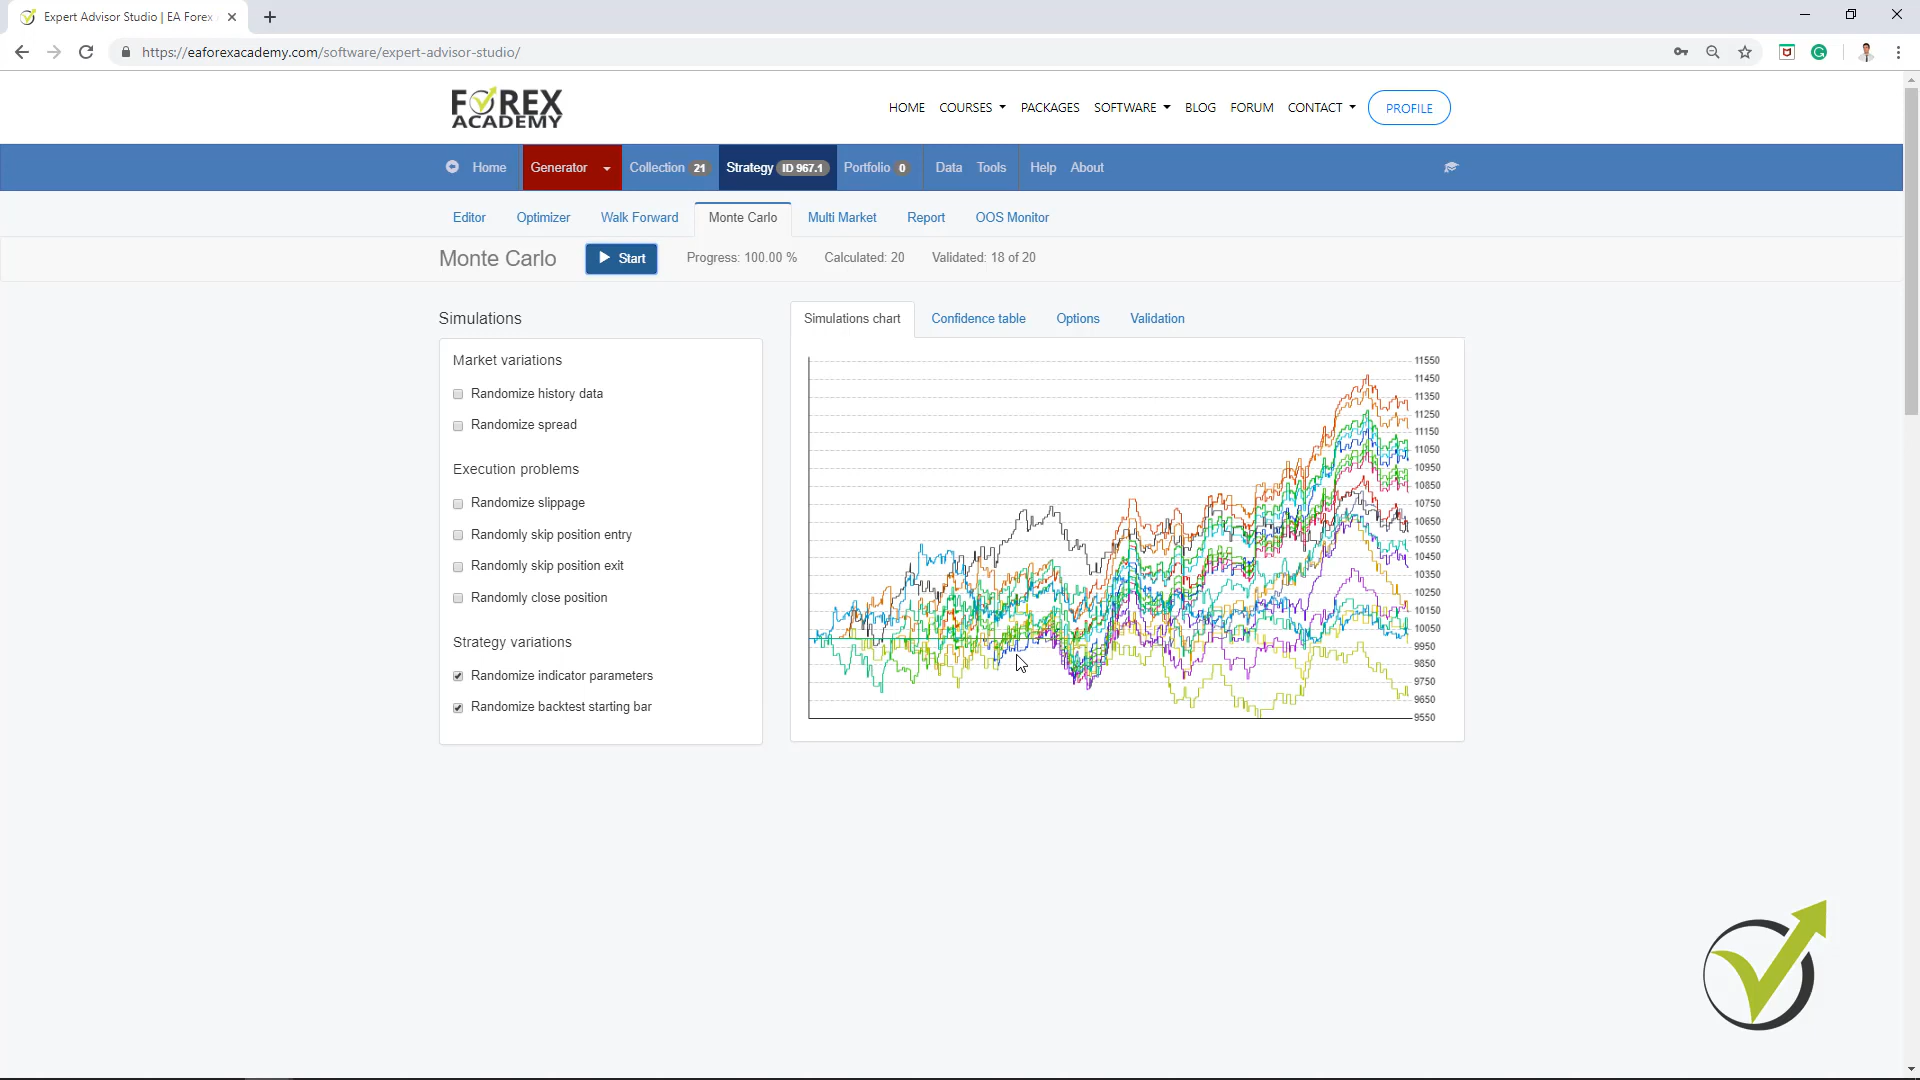 Expert Advisor Studio | EA Forex
https://eaforexacademy.com/software/expert-advisor-studio/
FOREX
ACADEMY
HOME COURSES PACKAGES SOFTWARE BLOG FORUM CONTACT PROFILE
Home Generator Collection 21 Strategy ID 967.1 Portfolio 0 Data Tools Help About
Editor Optimizer Walk Forward Monte Carlo Multi Market Report OOS Monitor
Monte Carlo Start Progress: 100.00 % Calculated: 20 Validated: 18 of 20
Simulations
Market variations
Randomize history data
Randomize spread
Execution problems
Randomize slippage
Randomly skip position entry
Randomly skip position exit
Randomly close position
Strategy variations
Randomize indicator parameters
Randomize backtest starting bar
Simulations chart Confidence table Options Validation
11550
11450
11350
11250
11150
11050
10950
10850
10750
10650
10550
10450
10350
10250
10150
10050
9950
9850
9750
9650
9550